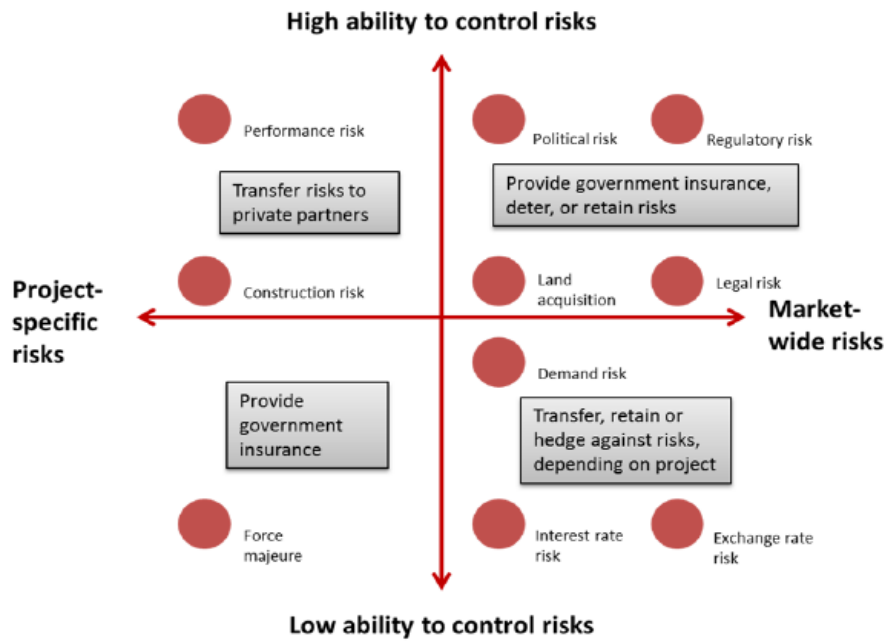 High ability to control risks
Performance risk
Political risk
Regulatory risk
Transfer risks to
private partners
Provide government insurance,
deter, or retain risks
Project-
specific
risks
Construction risk
Land
acquisition
Legal risk
Market-
wide risks
Demand risk
Provide
government
insurance
Transfer, retain or
hedge against risks,
depending on project
Force
majeure
Interest rate
risk
Exchange rate
risk
Low ability to control risks